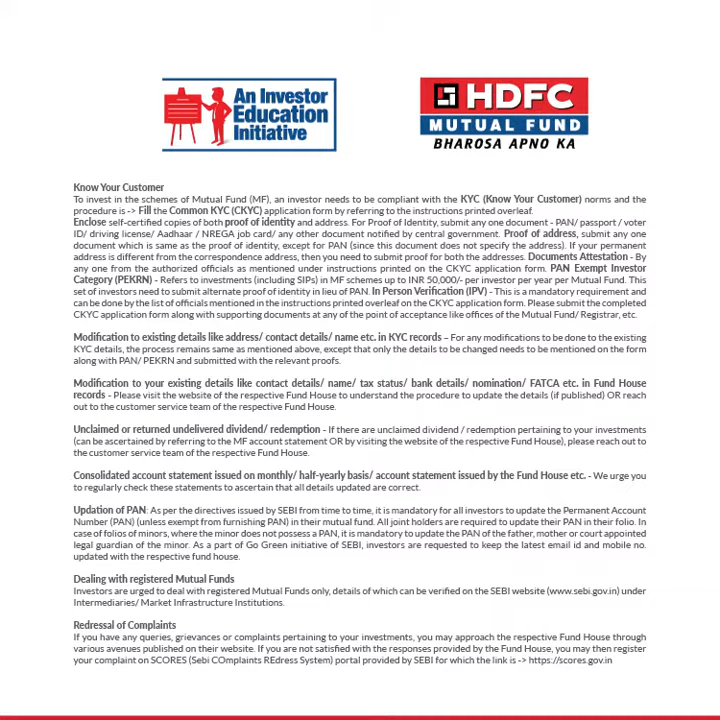 An Investor
Education
Initiative
HDFC
MUTUAL FUND
BHAROSA APNO KA
Know Your Customer
To invest in the schemes of Mutual Fund (MF), an investor needs to be compliant with the KYC (Know Your Customer) norms and the
procedure is -> Fill the Common KYC (CKYC) application form by referring to the instructions printed overleaf.
Enclose self-certified copies of both proof of identity and address. For Proof of Identity, submit any one document - PAN/ passport / voter
ID/ driving license/ Aadhaar / NREGA job card/ any other document notified by central government. Proof of address, submit any one
document which is same as the proof of identity, except for PAN (since this document does not specify the address). If your permanent
address is different from the correspondence address, then you need to submit proof for both the addresses. Documents Attestation - By
any one from the authorized officials as mentioned under instructions printed on the CKYC application form. PAN Exempt Investor
Category (PEKRN) - Refers to investments (including SIPs) in MF schemes up to INR 50,000/- per investor per year per Mutual Fund. This
set of investors need to submit alternate proof of identity in lieu of PAN. In Person Verification (IPV) - This is a mandatory requirement and
can be done by the list of officials mentioned in the instructions printed overleaf on the CKYC application form. Please submit the completed
CKYC application form along with supporting documents at any of the point of acceptance like offices of the Mutual Fund/ Registrar, etc.
Modification to existing details like address/ contact details/ name etc. in KYC records – For any modifications to be done to the existing
KYC details, the process remains same as mentioned above, except that only the details to be changed needs to be mentioned on the form
along with PAN/ PEKRN and submitted with the relevant proofs.
Modification to your existing details like contact details/ name/ tax status/ bank details/ nomination/ FATCA etc. in Fund House
records - Please visit the website of the respective Fund House to understand the procedure to update the details (if published) OR reach
out to the customer service team of the respective Fund House.
Unclaimed or returned undelivered dividend/ redemption - If there are unclaimed dividend / redemption pertaining to your investments
(can be ascertained by referring to the MF account statement OR by visiting the website of the respective Fund House), please reach out to
the customer service team of the respective Fund House.
Consolidated account statement issued on monthly/ half-yearly basis/ account statement issued by the Fund House etc. - We urge you
to regularly check these statements to ascertain that all details updated are correct.
Updation of PAN: As per the directives issued by SEBI from time to time, it is mandatory for all investors to update the Permanent Account
Number (PAN) (unless exempt from furnishing PAN) in their mutual fund. All joint holders are required to update their PAN in their folio. In
case of folios of minors, where the minor does not possess a PAN, it is mandatory to update the PAN of the father, mother or court appointed
legal guardian of the minor. As a part of Go Green initiative of SEBI, investors are requested to keep the latest email id and mobile no.
updated with the respective fund house.
Dealing with registered Mutual Funds
Investors are urged to deal with registered Mutual Funds only, details of which can be verified on the SEBI website (www.sebi.gov.in) under
Intermediaries/ Market Infrastructure Institutions.
Redressal of Complaints
If you have any queries, grievances or complaints pertaining to your investments, you may approach the respective Fund House through
various avenues published on their website. If you are not satisfied with the responses provided by the Fund House, you may then register
your complaint on SCORES (Sebi COmplaints REdress System) portal provided by SEBI for which the link is -> https://scores.gov.in